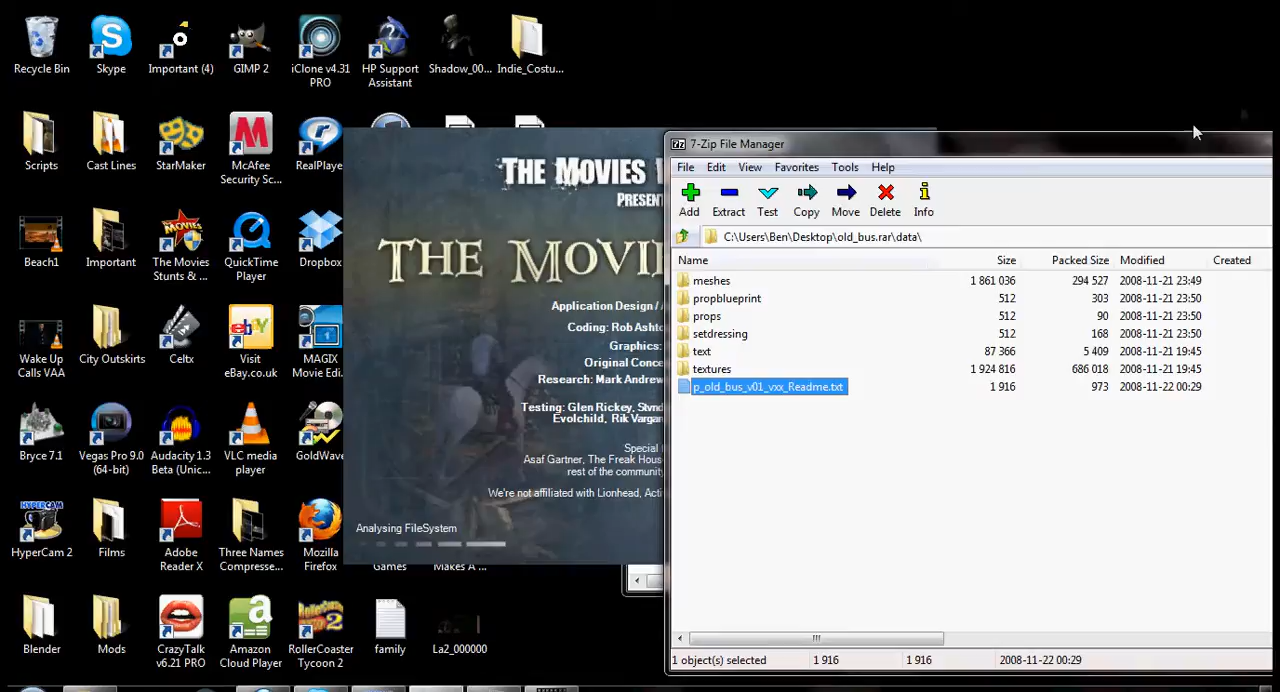 Recycle Bin
Skype
Important (4)
GIMP 2
iClone v4.31
PRO
HP Support
Assistant
Shadow_00...
Indie_Costu...
Scripts
Cast Lines
StarMaker
McAfee
Security Sc...
RealPlaye
Beach1
Important
The Movies
Stunts & ...
QuickTime
Player
Dropbox
Wake Up
Calls VAA
City Outskirts
Celtx
Visit
eBay.co.uk
MAGIX
Movie Edi...
Bryce 7.1
Vegas Pro 9.0
(64-bit)
Audacity 1.3
Beta (Unic...
VLC media
player
GoldWave
HyperCam 2
Films
Adobe
Reader X
Three Names
Compresse...
Mozilla
Firefox
Games
Makes A ...
Blender
Mods
CrazyTalk
v6.21 PRO
Amazon
Cloud Player
RollerCoaster
Tycoon 2
family
La2_000000
THE MOVIES
PRESEN
THE MOVI
Application Design /
Coding: Rob Ashto
Graphics:
Original Conce
Research: Mark Andrew
Testing: Glen Rickey,
Evolchild, Rik Vargar
Special
Asaf Gartner, The Freak Hous
rest of the community
We're not affiliated with Lionhead, Acti
Analysing FileSystem
7-Zip File Manager
File Edit View Favorites Tools Help
Add Extract Test Copy Move Delete Info
C:\Users\Ben\Desktop\old_bus.rar\data\
Name Size Packed Size Modified Created
meshes 1 861 036 294 527 2008-11-21 23:49
propblueprint 512 303 2008-11-21 23:50
props 512 90 2008-11-21 23:50
setdressing 512 168 2008-11-21 23:50
text 87 366 5 409 2008-11-21 19:45
textures 1 924 816 686 018 2008-11-21 19:45
p_old_bus_v01_vxx_Readme.txt 1 916 973 2008-11-22 00:29
1 object(s) selected 1 916 1 916 2008-11-22 00:29